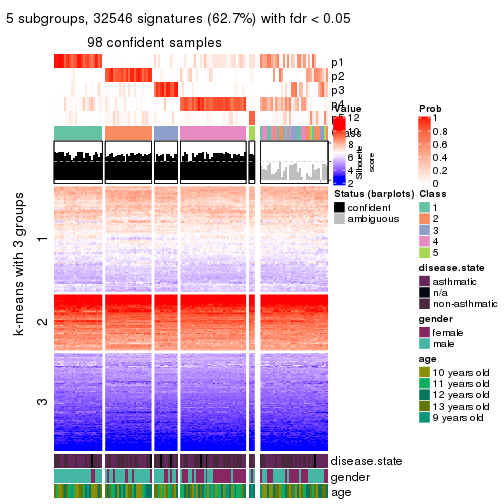 5 subgroups, 32546 signatures (62.7%) with fdr < 0.05
98 confident samples
p1
p2
p3
p4
p5
Value
12
10
8
6
4
2
Silhouette
score
Prob
1
0.8
0.6
0.4
0.2
0
Status (barplots)
confident
ambiguous
Class
1
2
3
4
5
disease.state
asthmatic
n/a
non-asthmatic
gender
female
male
age
10 years old
11 years old
12 years old
13 years old
9 years old
k-means with 3 groups
1
2
3
disease.state
gender
age